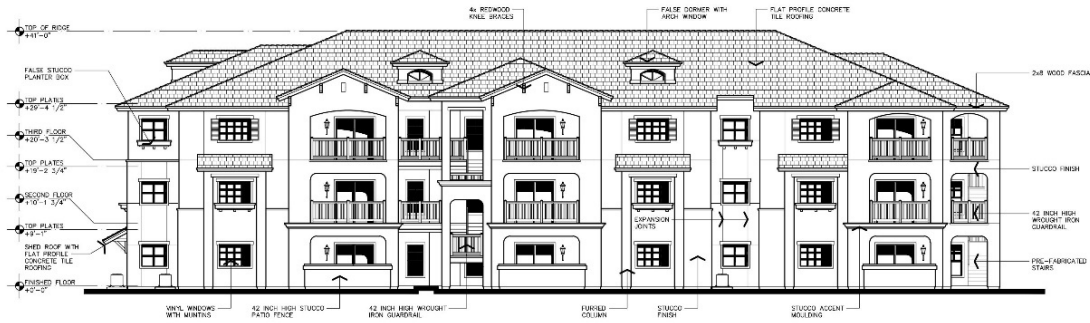 4x REDWOOD
KNEE BRACES
FALSE DORMER WITH
ARCH WINDOW
FLAT PROFILE CONCRETE
TILE ROOFING
TOP OF RIDGE
+41'-0"
FALSE STUCCO
PLANTER BOX
2x8 WOOD FASCIA
TOP PLATES
+29'-4 1/2"
THIRD FLOOR
+20'-3 1/2"
TOP PLATES
+19'-2 3/4"
STUCCO FINISH
SECOND FLOOR
+10'-1 3/4"
EXPANSION
JOINTS
42 INCH HIGH
WROUGHT IRON
GUARDRAIL
TOP PLATES
+9'-1"
SHED ROOF WITH
FLAT PROFILE
CONCRETE TILE
ROOFING
PRE-FABRICATED
STAIRS
FINISHED FLOOR
+0'-0"
VINYL WINDOWS
WITH MUNTINS
42 INCH HIGH STUCCO
PATIO FENCE
42 INCH HIGH WROUGHT
IRON GUARDRAIL
FURRED
COLUMN
STUCCO
FINISH
STUCCO ACCENT
MOULDING